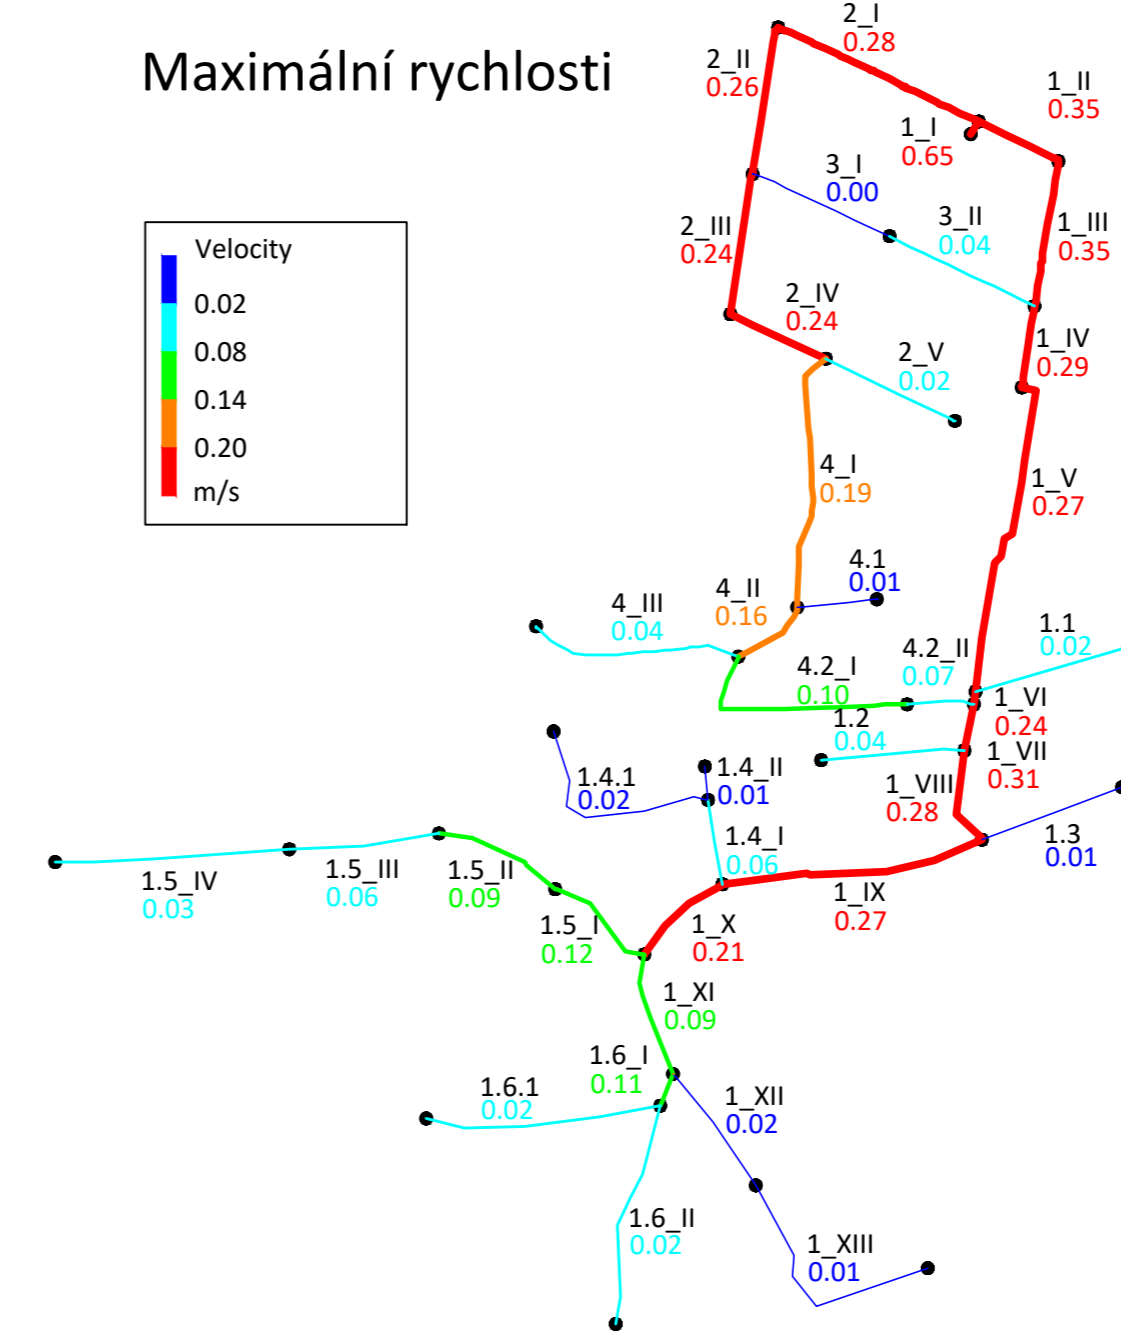 Maximální rychlosti
Velocity
0.02
0.08
0.14
0.20
m/s
2_I
0.28
2_II
0.26
1_II
0.35
1_I
0.65
3_I
0.00
3_II
0.04
2_III
0.24
1_III
0.35
2_IV
0.24
1_IV
0.29
2_V
0.02
4_I
0.19
1_V
0.27
4.1
0.01
4_II
0.16
4_III
0.04
1.1
0.02
4.2_II
0.07
4.2_I
0.10
1_VI
0.24
1.2
0.04
1_VII
0.31
1.4.1
0.02
1.4_II
0.01
1_VIII
0.28
1.3
0.01
1.4_I
0.06
1.5_IV
0.03
1.5_III
0.06
1.5_II
0.09
1_IX
0.27
1.5_I
0.12
1_X
0.21
1_XI
0.09
1.6_I
0.11
1.6.1
0.02
1_XII
0.02
1.6_II
0.02
1_XIII
0.01